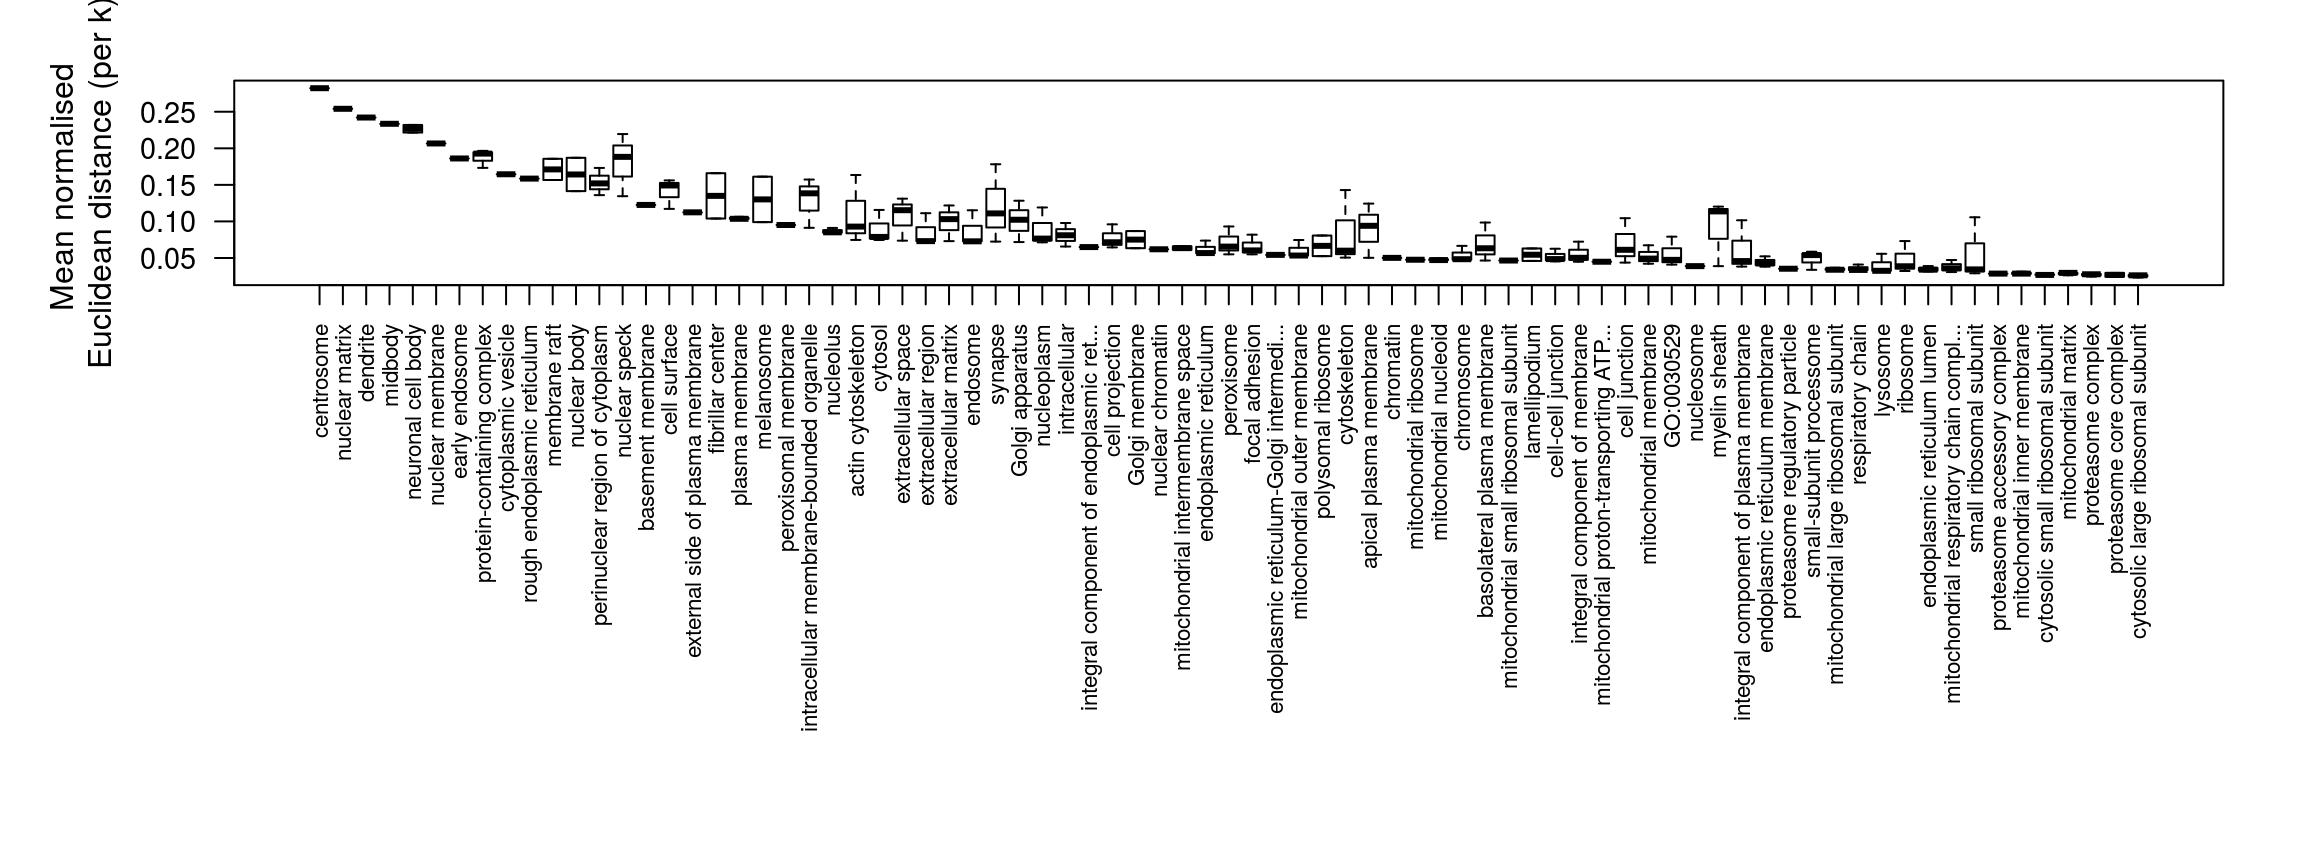 Mean normalised
Euclidean distance (per k)
0.25
0.20
0.15
0.10
0.05
centrosome
nuclear matrix
dendrite
midbody
neuronal cell body
nuclear membrane
early endosome
protein-containing complex
cytoplasmic vesicle
rough endoplasmic reticulum
membrane raft
nuclear body
perinuclear region of cytoplasm
nuclear speck
basement membrane
cell surface
external side of plasma membrane
fibrillar center
plasma membrane
melanosome
peroxisomal membrane
intracellular membrane-bounded organelle
nucleolus
actin cytoskeleton
cytosol
extracellular space
extracellular region
extracellular matrix
endosome
synapse
Golgi apparatus
nucleoplasm
intracellular
integral component of endoplasmic ret...
cell projection
Golgi membrane
nuclear chromatin
mitochondrial intermembrane space
endoplasmic reticulum
peroxisome
focal adhesion
endoplasmic reticulum-Golgi intermedi...
mitochondrial outer membrane
polysomal ribosome
cytoskeleton
apical plasma membrane
chromatin
mitochondrial ribosome
mitochondrial nucleoid
chromosome
basolateral plasma membrane
mitochondrial small ribosomal subunit
lamellipodium
cell-cell junction
integral component of membrane
mitochondrial proton-transporting ATP...
cell junction
mitochondrial membrane
GO:0030529
nucleosome
myelin sheath
integral component of plasma membrane
endoplasmic reticulum membrane
proteasome regulatory particle
small-subunit processome
mitochondrial large ribosomal subunit
respiratory chain
lysosome
ribosome
endoplasmic reticulum lumen
mitochondrial respiratory chain compl...
small ribosomal subunit
proteasome accessory complex
mitochondrial inner membrane
cytosolic small ribosomal subunit
mitochondrial matrix
proteasome complex
proteasome core complex
cytosolic large ribosomal subunit